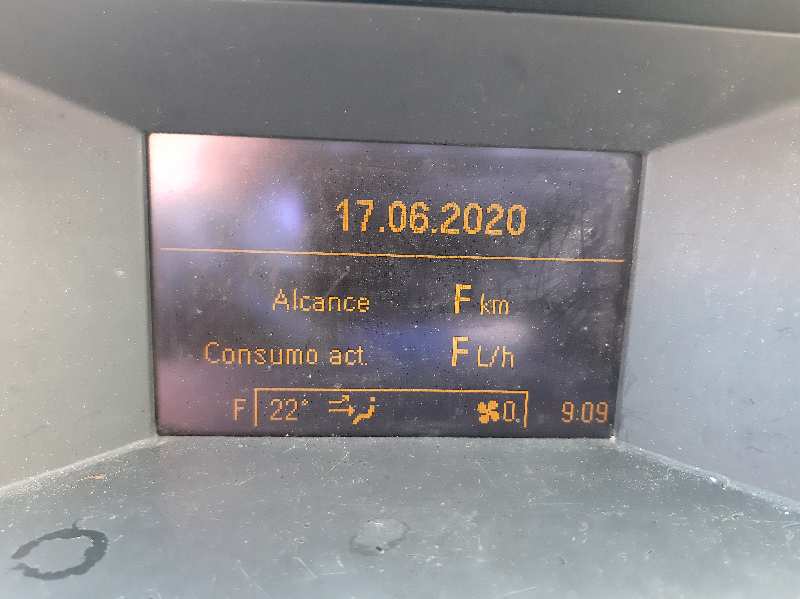 17.06.2020
Alcance F km
Consumo act. F L/h
F 22° 0. 9:09